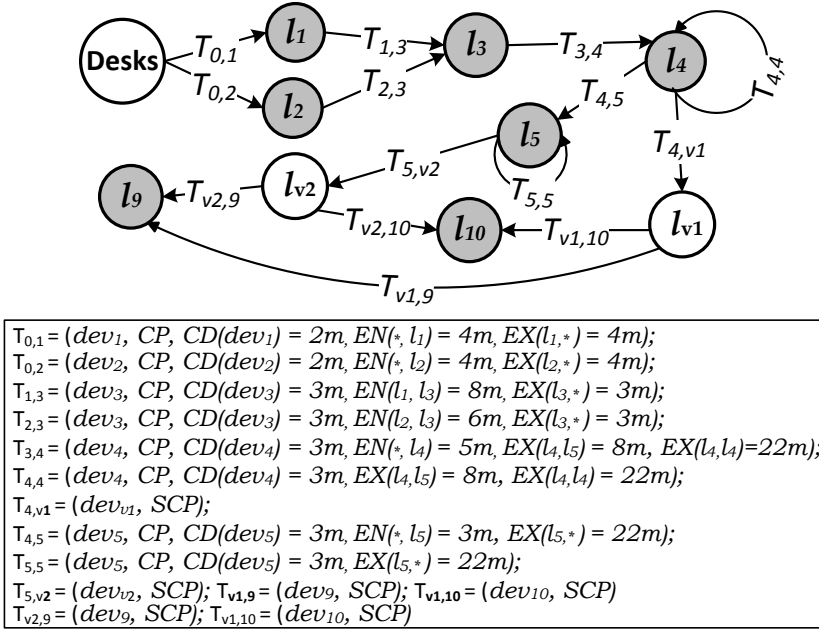 Desks
T0,1
l1
T1,3
l3
T3,4
l4
T4,4
T0,2
l2
T2,3
T4,5
l5
T5,5
T4,v1
T5,v2
lv2
Tv2,9
l9
Tv2,10
l10
Tv1,10
lv1
Tv1,9
T0,1 = (dev1, CP, CD(dev1) = 2m, EN(*, l1) = 4m, EX(l1,*) = 4m);
T0,2 = (dev2, CP, CD(dev2) = 2m, EN(*, l2) = 4m, EX(l2,*) = 4m);
T1,3 = (dev3, CP, CD(dev3) = 3m, EN(l1, l3) = 8m, EX(l3,*) = 3m);
T2,3 = (dev3, CP, CD(dev3) = 3m, EN(l2, l3) = 6m, EX(l3,*) = 3m);
T3,4 = (dev4, CP, CD(dev4) = 3m, EN(*, l4) = 5m, EX(l4,l5) = 8m, EX(l4,l4)=22m);
T4,4 = (dev4, CP, CD(dev4) = 3m, EX(l4,l5) = 8m, EX(l4,l4) = 22m);
T4,v1 = (devv1, SCP);
T4,5 = (dev5, CP, CD(dev5) = 3m, EN(*, l5) = 3m, EX(l5,*) = 22m);
T5,5 = (dev5, CP, CD(dev5) = 3m, EX(l5,*) = 22m);
T5,v2 = (devv2, SCP); Tv1,9 = (dev9, SCP); Tv1,10 = (dev10, SCP)
Tv2,9 = (dev9, SCP); Tv1,10 = (dev10, SCP)